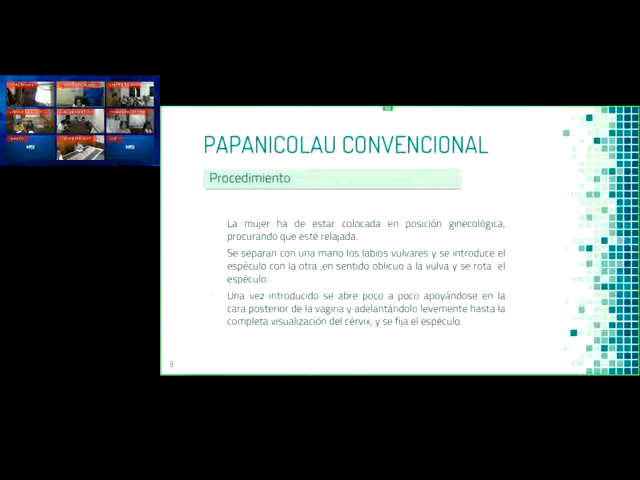 PAPANICOLAU CONVENCIONAL
Procedimiento
La mujer ha de estar colocada en posición ginecológica,
procurando que esté relajada.
Se separan con una mano los labios vulvares y se introduce el
espéculo con la otra ,en sentido oblicuo a la vulva y se rota el
espéculo
Una vez introducido se abre poco a poco apoyándose en la
cara posterior de la vagina y adelantándolo levemente hasta la
completa visualización del cérvix, y se fija el espéculo.
9